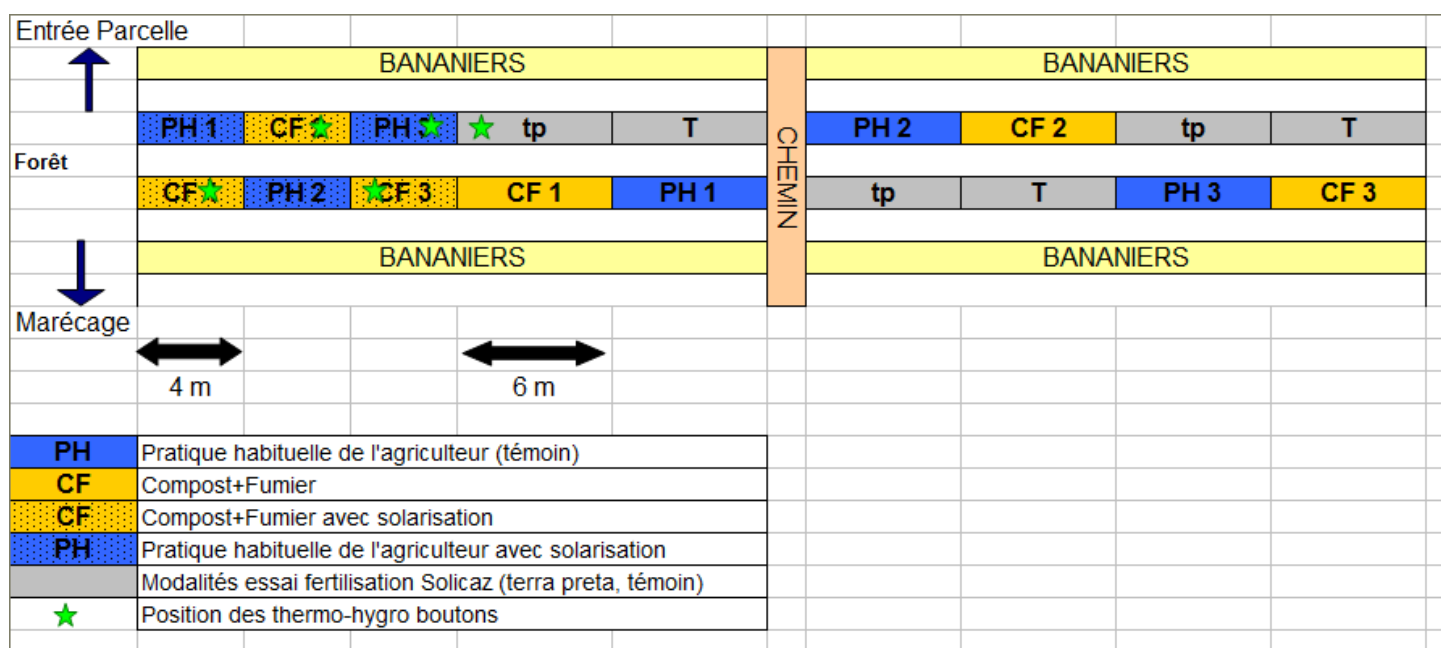 Entrée Parcelle
BANANIERS BANANIERS
PH 1 CF PH 3 tp T PH 2 CF 2 tp T
CHEMIN
Forêt
CF PH 2 CF 3 CF 1 PH 1 tp T PH 3 CF 3
BANANIERS BANANIERS
Marécage
4 m 6 m
PH Pratique habituelle de l'agriculteur (témoin)
CF Compost+Fumier
CF Compost+Fumier avec solarisation
PH Pratique habituelle de l'agriculteur avec solarisation
Modalités essai fertilisation Solicaz (terra preta, témoin)
Position des thermo-hygro boutons